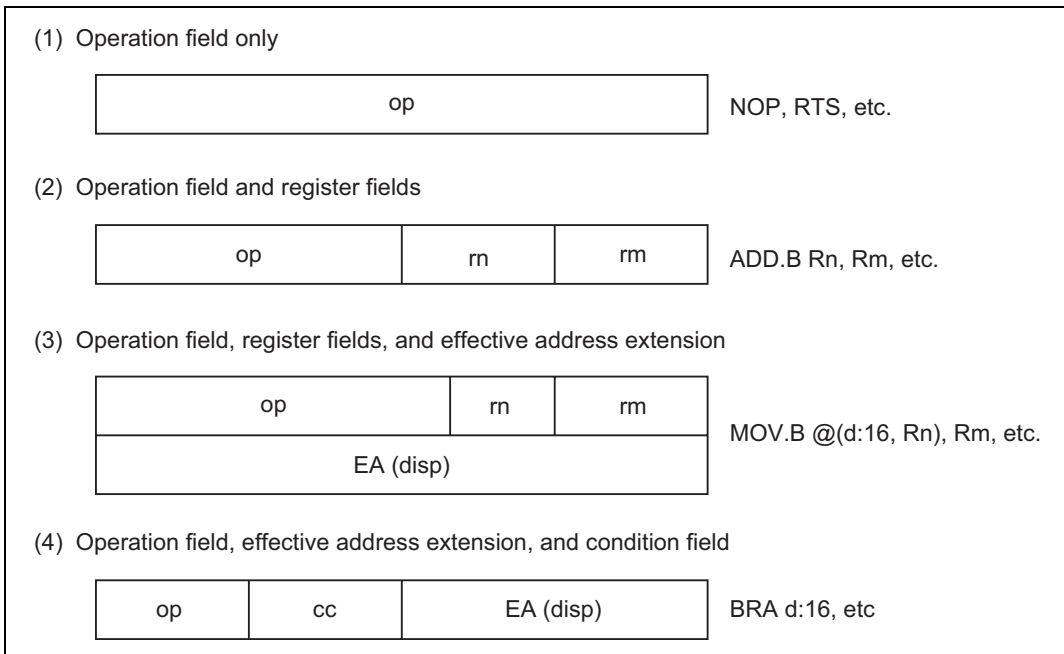 (1) Operation field only
op
NOP, RTS, etc.
(2) Operation field and register fields
op rn rm
ADD.B Rn, Rm, etc.
(3) Operation field, register fields, and effective address extension
op rn rm
EA (disp)
MOV.B @(d:16, Rn), Rm, etc.
(4) Operation field, effective address extension, and condition field
op cc EA (disp)
BRA d:16, etc